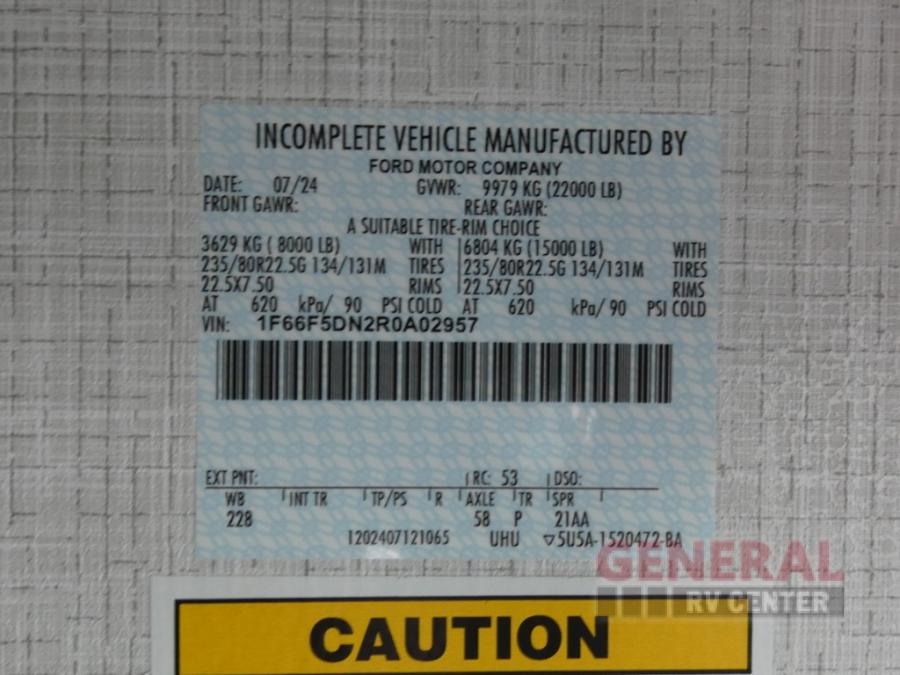 INCOMPLETE VEHICLE MANUFACTURED BY
FORD MOTOR COMPANY
DATE: 07/24 GVWR: 9979 KG (22000 LB)
FRONT GAWR: REAR GAWR:
A SUITABLE TIRE-RIM CHOICE
3629 KG ( 8000 LB) WITH 6804 KG (15000 LB) WITH
235/80R22.5G 134/131M TIRES 235/80R22.5G 134/131M TIRES
22.5X7.50 RIMS 22.5X7.50 RIMS
AT 620 kPa/ 90 PSI COLD AT 620 kPa/ 90 PSI COLD
VIN: 1F66F5DN2R0A02957
EXT PNT: RC: 53 DSO:
WB INT TR TP/PS R AXLE TR SPR
228 58 P 21AA
1202407121065 UHU ▽5U5A-1520472-BA
GENERAL
RV CENTER
CAUTION